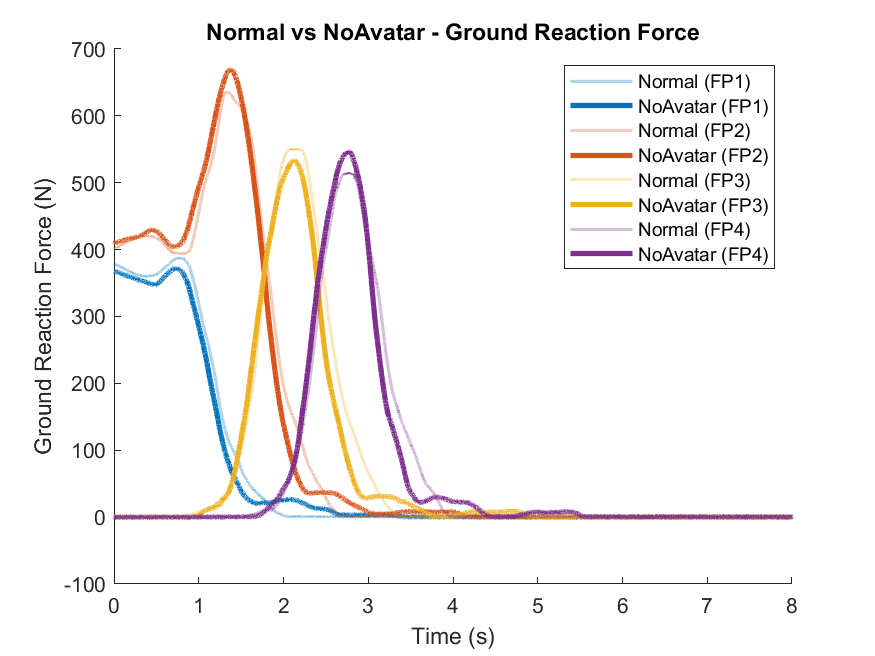 Normal vs NoAvatar - Ground Reaction Force
700
600
500
400
300
200
100
0
-100
Ground Reaction Force (N)
Normal (FP1)
NoAvatar (FP1)
Normal (FP2)
NoAvatar (FP2)
Normal (FP3)
NoAvatar (FP3)
Normal (FP4)
NoAvatar (FP4)
0 1 2 3 4 5 6 7 8
Time (s)